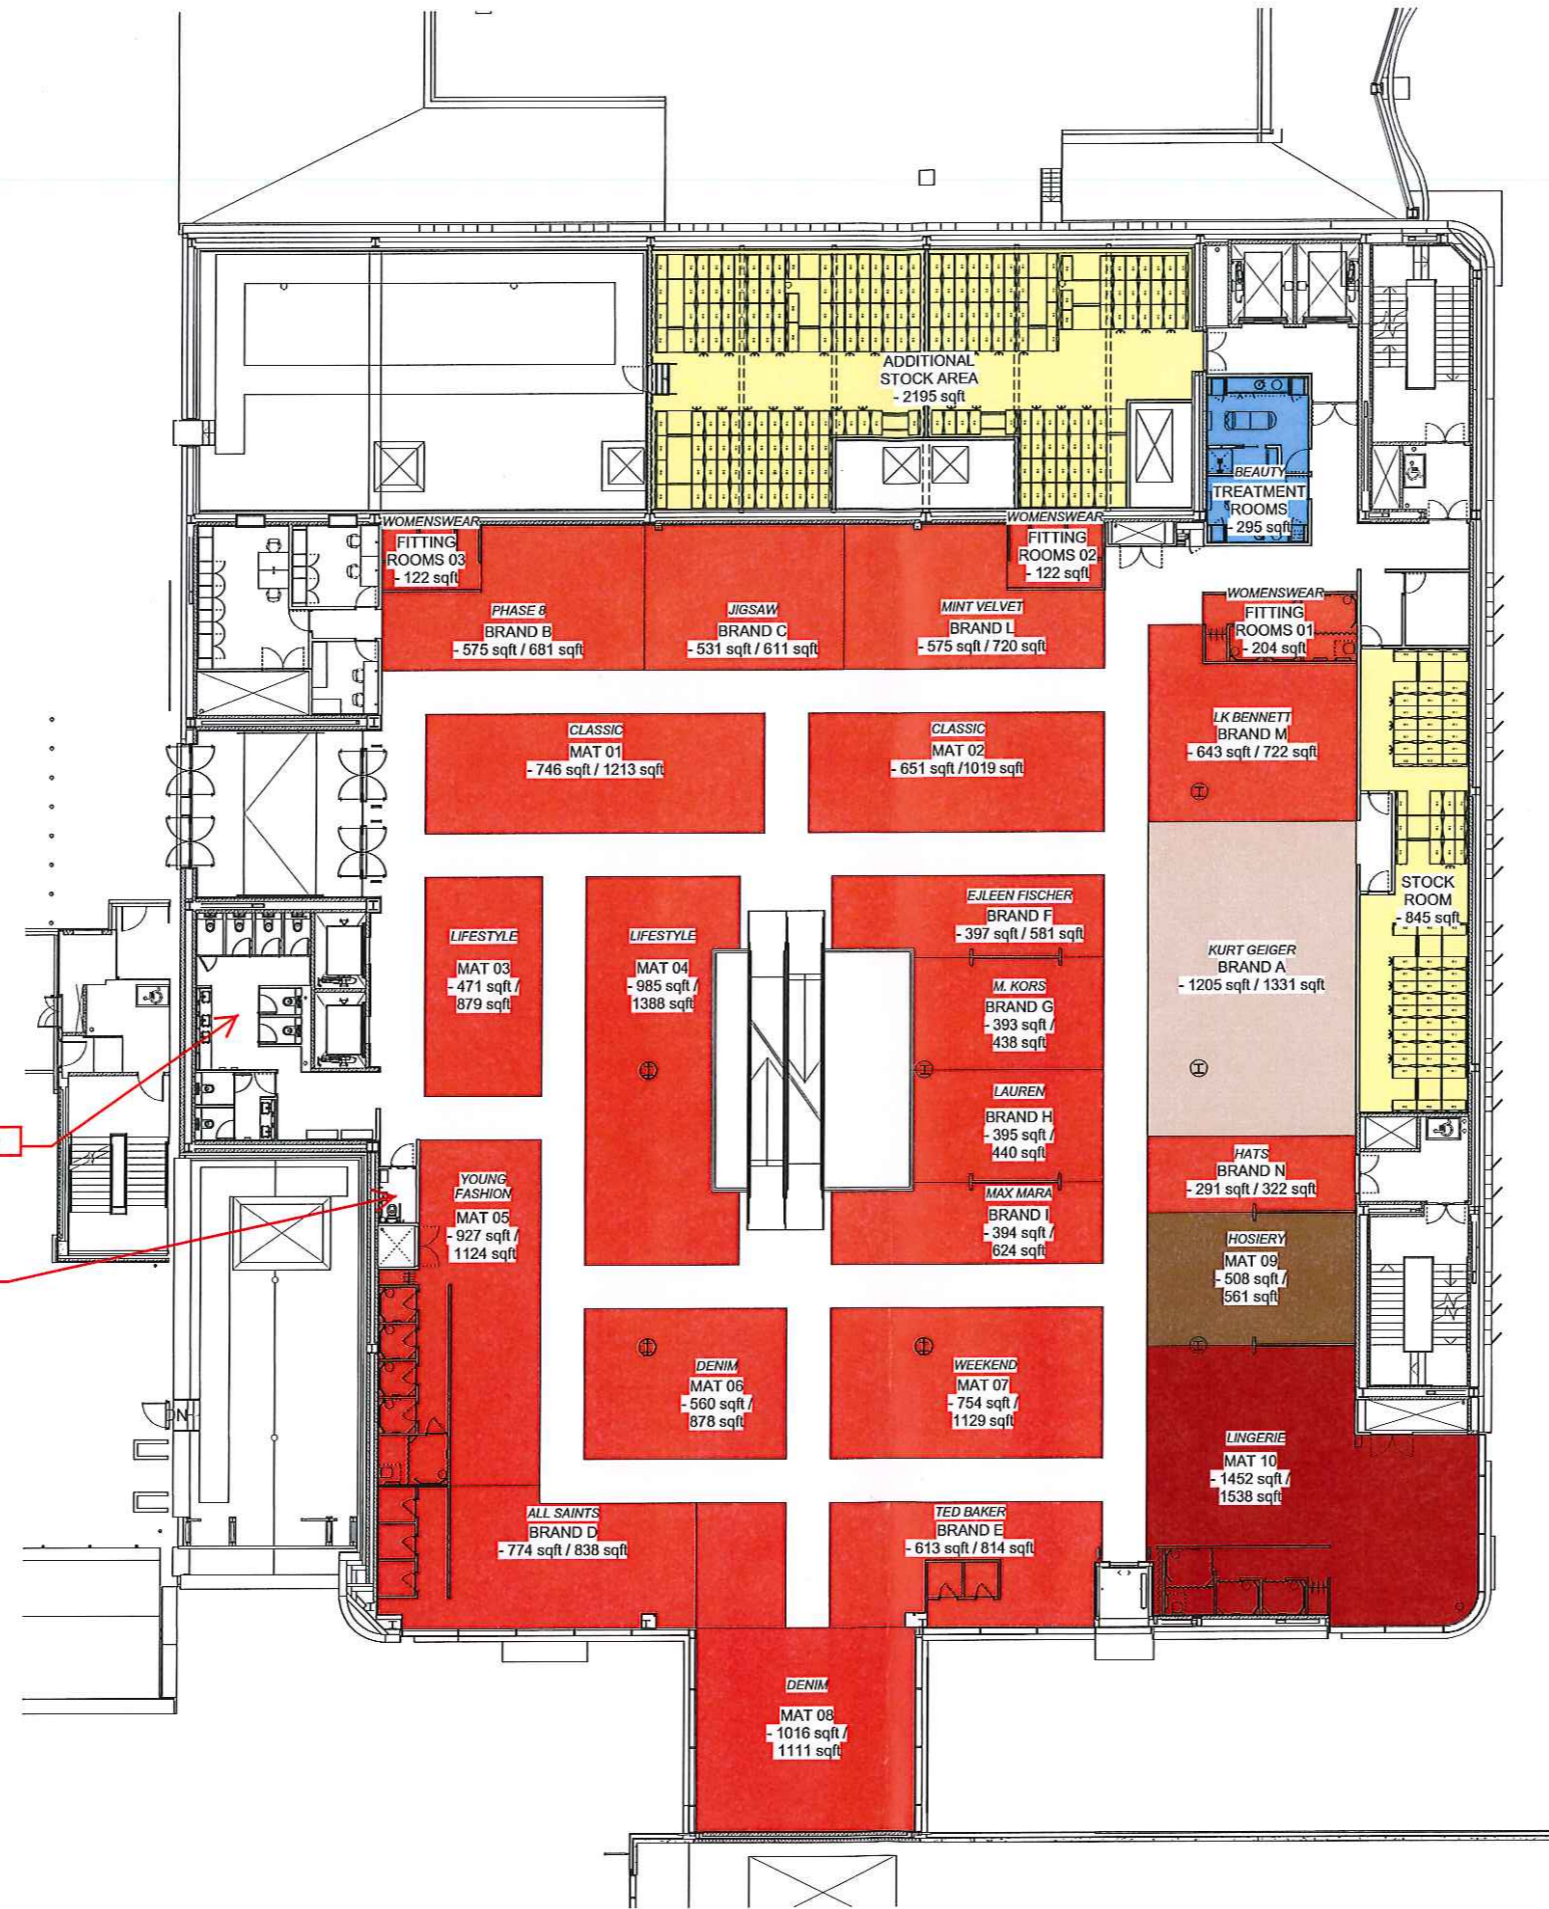 ADDITIONAL
STOCK AREA
- 2195 sqft
BEAUTY
TREATMENT
ROOMS
- 295 sqft
WOMENSWEAR
FITTING
ROOMS 03
- 122 sqft
WOMENSWEAR
FITTING
ROOMS 02
- 122 sqft
PHASE 8
BRAND B
- 575 sqft / 681 sqft
JIGSAW
BRAND C
- 531 sqft / 611 sqft
MINT VELVET
BRAND L
- 575 sqft / 720 sqft
WOMENSWEAR
FITTING
ROOMS 01
- 204 sqft
CLASSIC
MAT 01
- 746 sqft / 1213 sqft
CLASSIC
MAT 02
- 651 sqft /1019 sqft
LK BENNETT
BRAND M
- 643 sqft / 722 sqft
STOCK
ROOM
- 845 sqft
LIFESTYLE
MAT 03
- 471 sqft /
879 sqft
LIFESTYLE
MAT 04
- 985 sqft /
1388 sqft
EJLEEN FISCHER
BRAND F
- 397 sqft / 581 sqft
M. KORS
BRAND G
- 393 sqft /
438 sqft
KURT GEIGER
BRAND A
- 1205 sqft / 1331 sqft
LAUREN
BRAND H
- 395 sqft /
440 sqft
MAX MARA
BRAND I
- 394 sqft /
624 sqft
HATS
BRAND N
- 291 sqft / 322 sqft
YOUNG
FASHION
MAT 05
- 927 sqft /
1124 sqft
HOSIERY
MAT 09
- 508 sqft /
561 sqft
DENIM
MAT 06
- 560 sqft /
878 sqft
WEEKEND
MAT 07
- 754 sqft /
1129 sqft
LINGERIE
MAT 10
- 1452 sqft /
1538 sqft
N
ALL SAINTS
BRAND D
- 774 sqft / 838 sqft
TED BAKER
BRAND E
- 613 sqft / 814 sqft
DENIM
MAT 08
- 1016 sqft /
1111 sqft